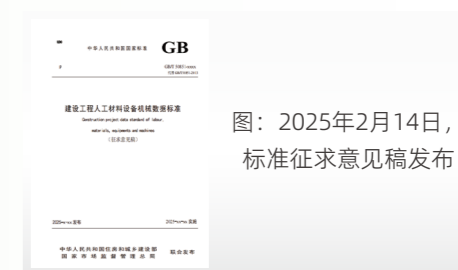 中华人民共和国国家标准
GB
建设工程人工材料设备机械数据标准
Construction project data standard of labour,
materials, equipments and machines
（征求意见稿）
发布
实施
中华人民共和国住房和城乡建设部
国家市场监督管理总局
联合发布
图：2025年2月14日，
标准征求意见稿发布